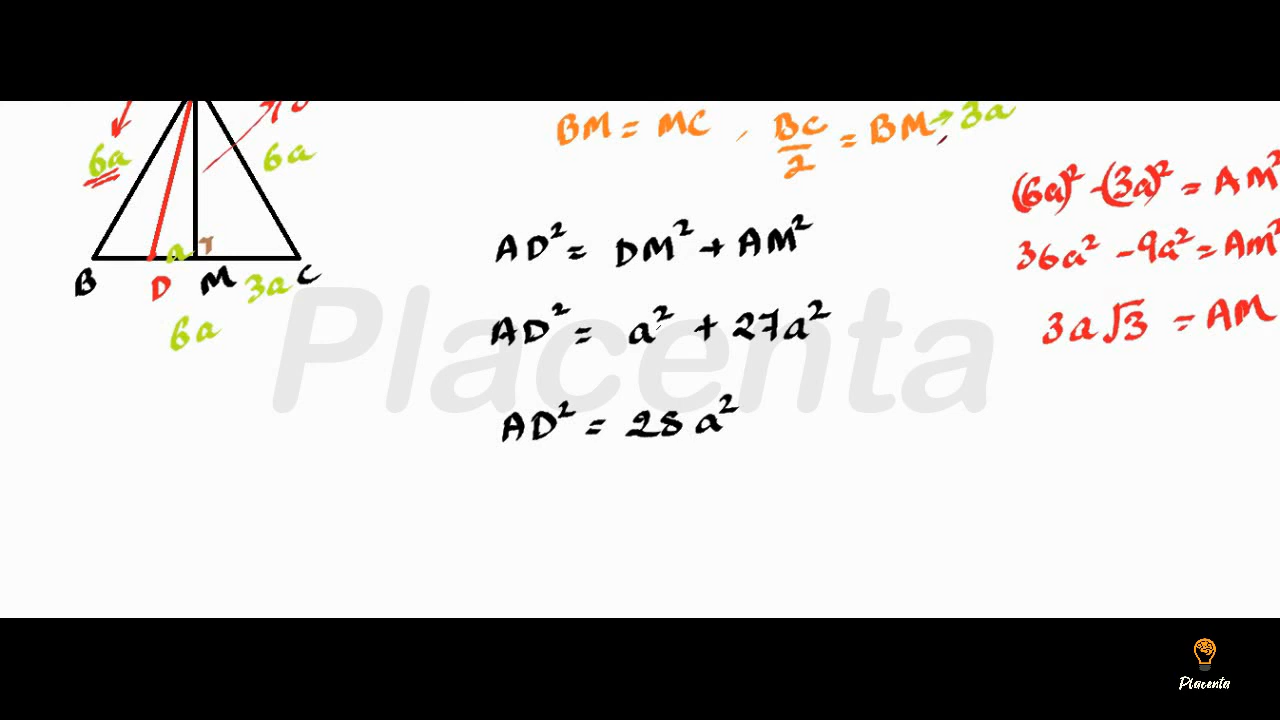 6a
6a
a
B D M 3a C
6a
BM = MC , BC/2 = BM → 3a
AD² = DM² + AM²
AD² = a² + 27a²
AD² = 28a²
(6a)² - (3a)² = AM²
36a² - 9a² = Am²
3a√3 = AM
Placenta
Placenta